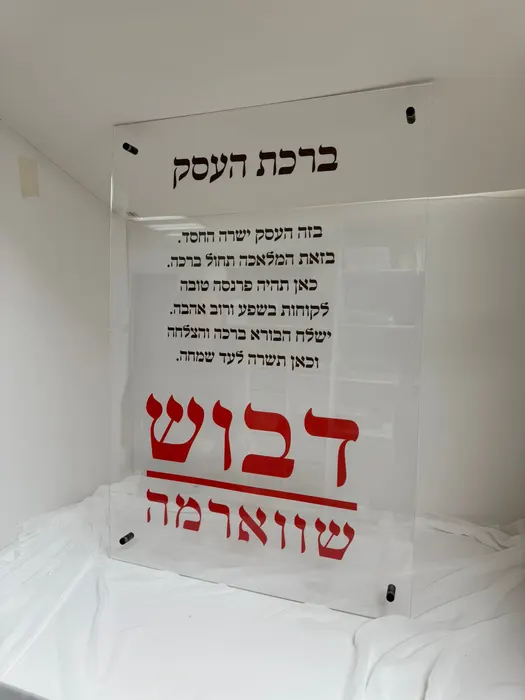 ברכת העסק
בזה העסק ישרה החסד.
בזאת המלאכה תחול ברכה.
כאן תהיה פרנסה טובה
לקוחות בשפע ורוב אהבה.
ישלח הבורא ברכה והצלחה
וכאן תשרה לעד שמחה.
דבוש
שווארמה